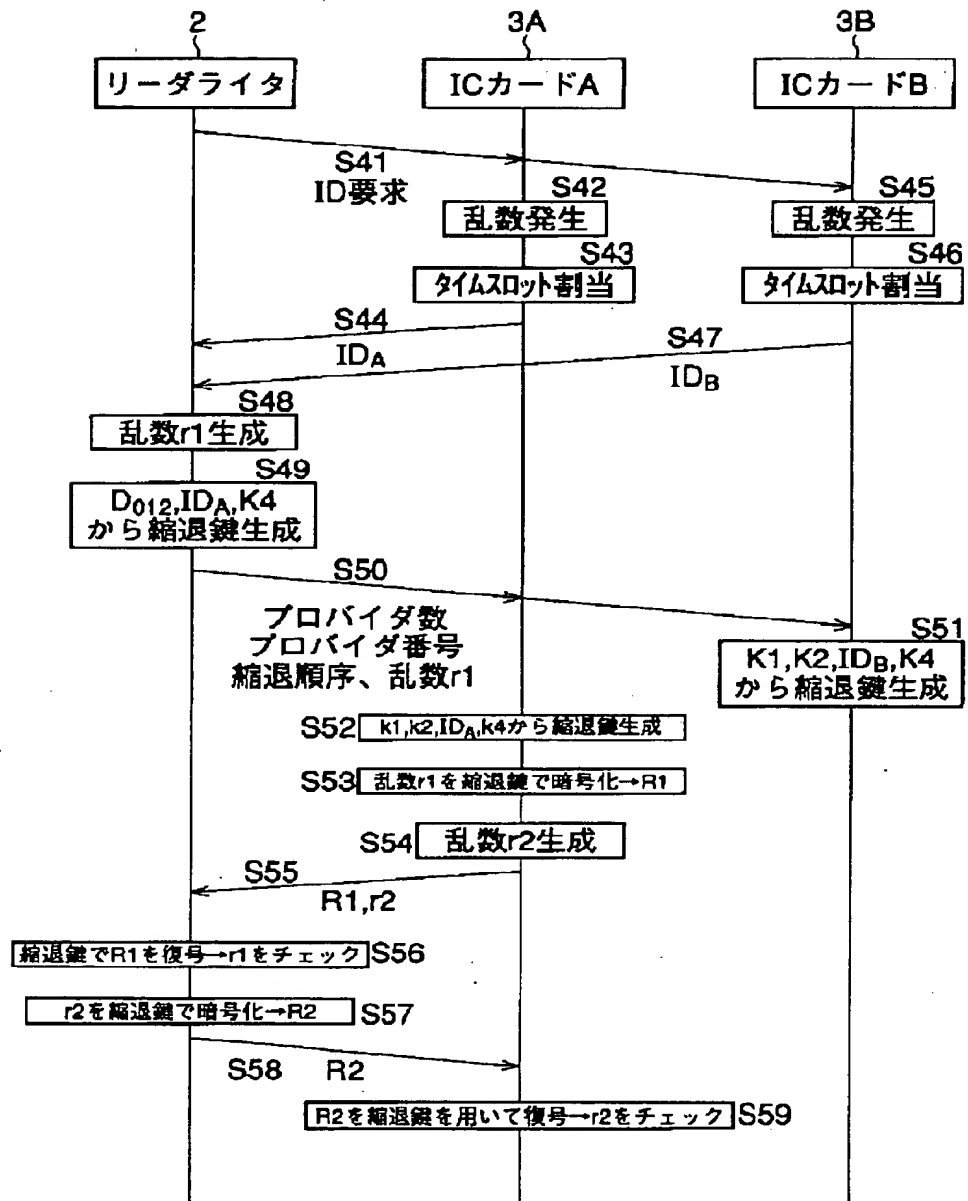 2
3A
3B
リーダライタ
ICカードA
ICカードB
S41
ID要求
S42
乱数発生
S45
乱数発生
S43
タイムスロット割当
S46
タイムスロット割当
S44
IDA
S47
IDB
S48
乱数r1生成
S49
D012,IDA,K4
から縮退鍵生成
S50
プロバイダ数
プロバイダ番号
縮退順序、乱数r1
S51
K1,K2,IDB,K4
から縮退鍵生成
S52
k1,k2,IDA,k4から縮退鍵生成
S53
乱数r1を縮退鍵で暗号化→R1
S54
乱数r2生成
S55
R1,r2
縮退鍵でR1を復号→r1をチェック
S56
r2を縮退鍵で暗号化→R2
S57
S58
R2
R2を縮退鍵を用いて復号→r2をチェック
S59